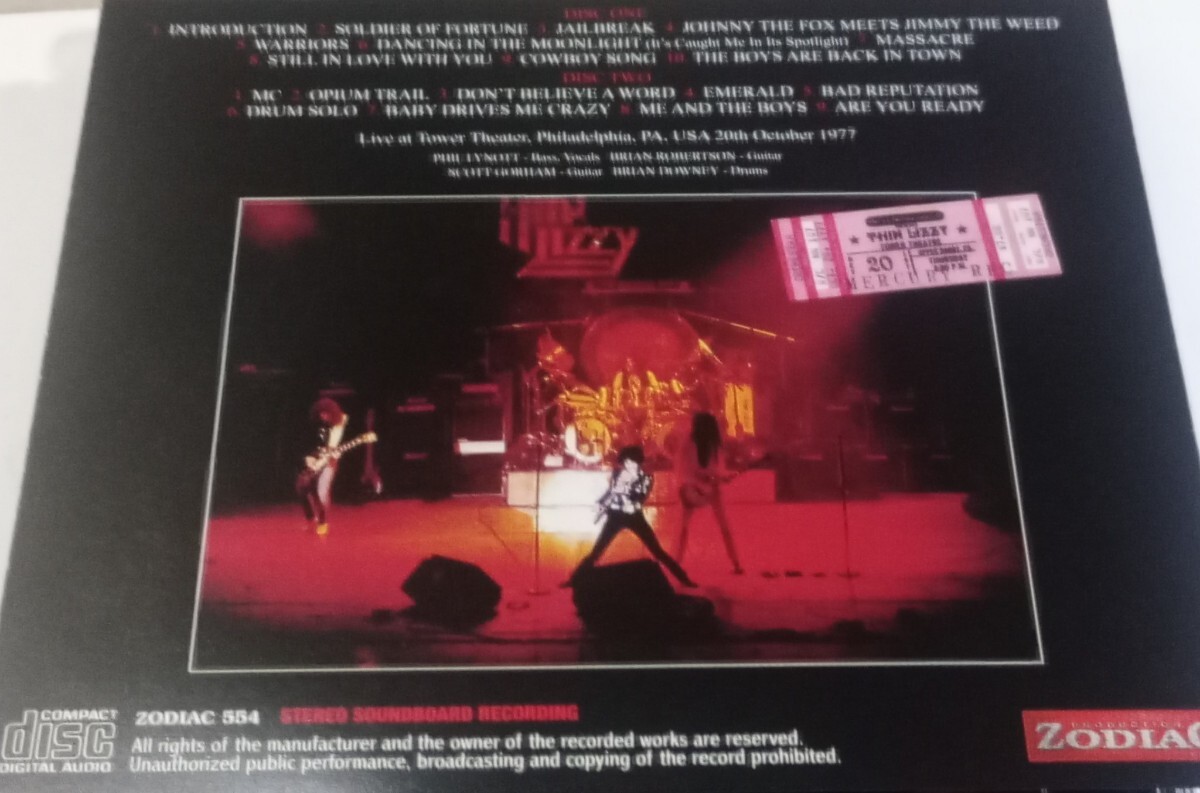 DISC ONE
1 INTRODUCTION 2 SOLDIER OF FORTUNE 3 JAILBREAK 4 JOHNNY THE FOX MEETS JIMMY THE WEED
5 WARRIORS 6 DANCING IN THE MOONLIGHT (It's Caught Me In Its Spotlight) 7 MASSACRE
8 STILL IN LOVE WITH YOU 9 COWBOY SONG 10 THE BOYS ARE BACK IN TOWN
DISC TWO
1 MC 2 OPIUM TRAIL 3 DON'T BELIEVE A WORD 4 EMERALD 5 BAD REPUTATION
6 DRUM SOLO 7 BABY DRIVES ME CRAZY 8 ME AND THE BOYS 9 ARE YOU READY
Live at Tower Theater, Philadelphia, PA. USA 20th October 1977
PHIL LYNOTT - Bass, Vocals BRIAN ROBERTSON - Guitar
SCOTT GORHAM - Guitar BRIAN DOWNEY - Drums
Lizzy
THIN LIZZY
TOWER THEATRE
20
THURSDAY
MERCURY RE
COMPACT
disc
DIGITAL AUDIO
ZODIAC 554 STEREO SOUNDBOARD RECORDING
All rights of the manufacturer and the owner of the recorded works are reserved.
Unauthorized public performance, broadcasting and copying of the record prohibited.
ZODIAC